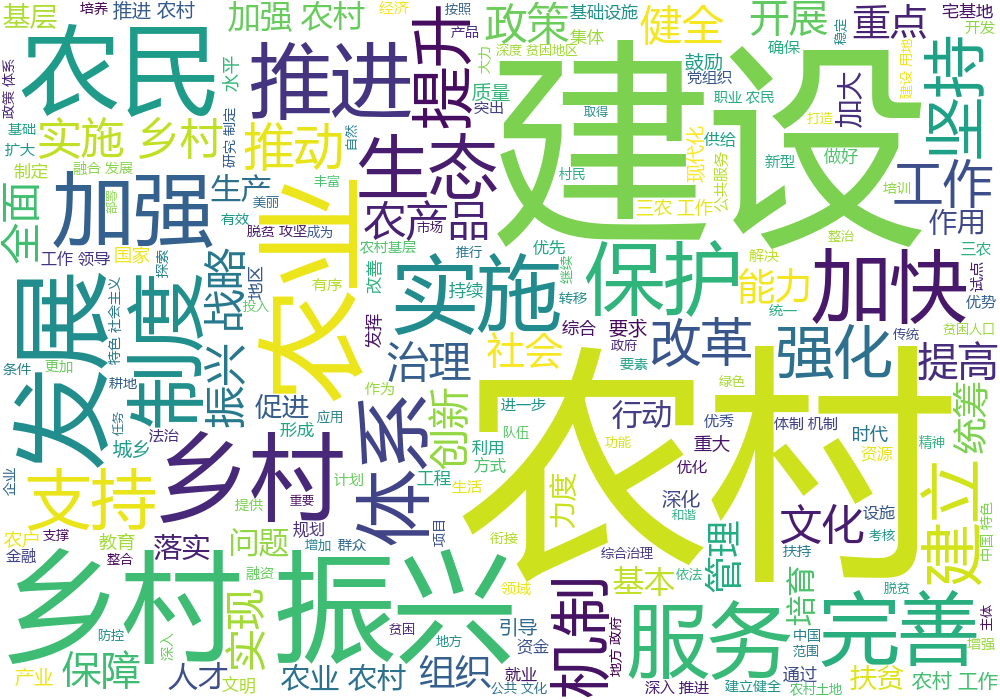 基层
培养
推进 农村
加强 农村
经济
提升
按照
产品
政策
集体
基础设施
健全
开展
重点
宅基地
开发
农民
推进
大力
深度 贫困地区
鼓励
确保
稳定
政策 体系
水平
质量
突出
党组织
建设
取得
职业 农民
打造
加大
建设 用地
坚持
基础
扩大
实施 乡村
研究 制定
推动
自然
生态
现代化
供给
新型
做好
制定
融合 发展
丰富
村民
公共服务
培训
工作
全面
加强
部署
生产
美丽
农业
农产品
市场
三农 工作
作用
有效
脱贫 攻坚
成为
农村基层
推行
优先
整治
工作 领导
国家
探索
战略
地区
有序
改善
实施
持续
继续
转移
保护
能力
解决
加快
试点
三农
优势
发展
特色 社会主义
制度
投入
发挥
综合
要求
政府
统一
传统
贫困人口
条件
更加
耕地
振兴
治理
社会
要素
改革
强化
提高
任务
作为
促进
应用
体系
创新
进一步
行动
绿色
优秀
体制 机制
时代
统筹
农村
乡村
法治
城乡
形成
队伍
利用
方式
功能
重大
资源
精神
企业
支持
提供
计划
重要
工程
生活
力度
优化
深化
和谐
文化
设施
考核
建立
中国 特色
农户
支撑
金融
教育
整合
落实
问题
规划
增加
群众
项目
衔接
综合治理
管理
扶持
乡村 振兴
融资
领域
机制
基本
依法
培育
脱贫
主体
实现
防控
深入
贫困
地方
引导
资金
地方 政府
服务
中国
范围
完善
增强
产业
保障
人才
文明
农业 农村
组织
就业
公共 文化
深入 推进
建立健全
通过
农村土地
扶贫
农村 工作